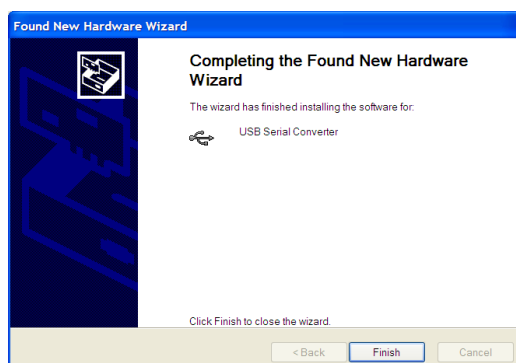 Found New Hardware Wizard
Completing the Found New Hardware
Wizard
The wizard has finished installing the software for:
USB Serial Converter
Click Finish to close the wizard.
< Back
Finish
Cancel